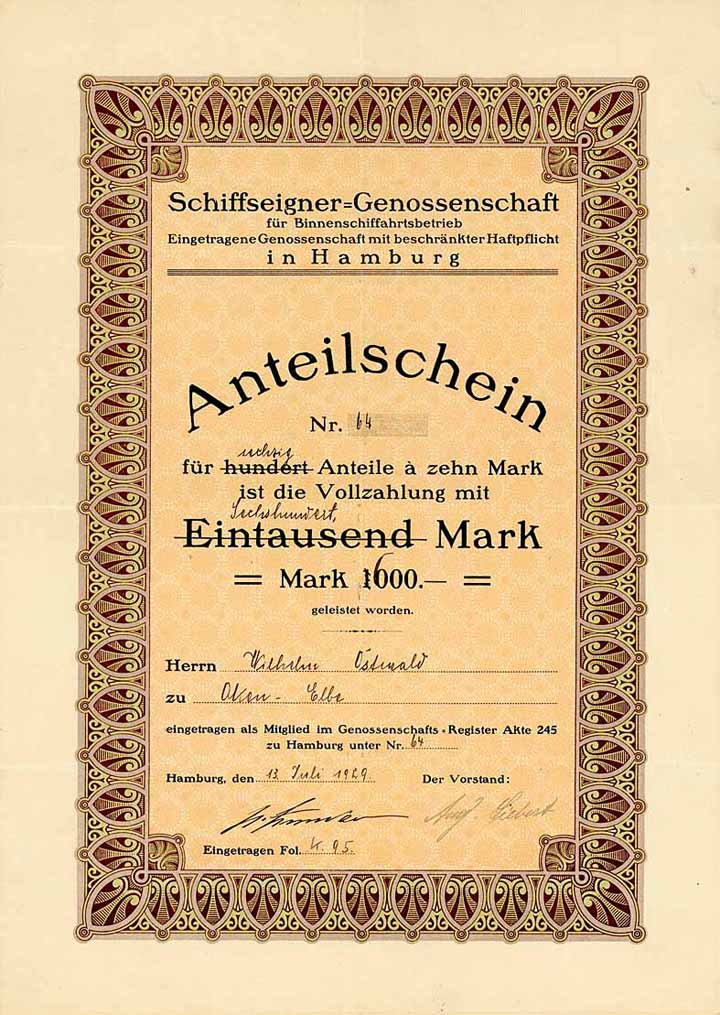 Schiffseigner=Genossenschaft
für Binnenschiffahrtsbetrieb
Eingetragene Genossenschaft mit beschränkter Haftpflicht
in Hamburg
Anteilschein
Nr. 64
sechzig
für hundert Anteile à zehn Mark
ist die Vollzahlung mit
Sechshundert,
Eintausend Mark
= Mark 600.— =
geleistet worden.
Herrn Wilhelm Ostwald
zu Aken - Elbe
eingetragen als Mitglied im Genossenschafts-Register Akte 245
zu Hamburg unter Nr. 64
Hamburg, den 13. Juli 1929. Der Vorstand:
Aug. Siebert
Eingetragen Fol. 95.